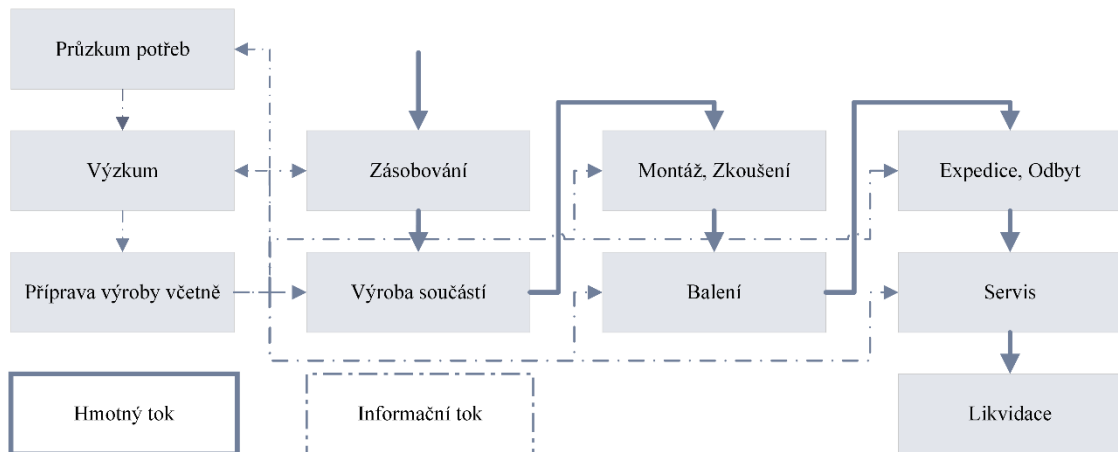 Průzkum potřeb
Výzkum
Zásobování
Montáž, Zkoušení
Expedice, Odbyt
Příprava výroby včetně
Výroba součástí
Balení
Servis
Hmotný tok
Informační tok
Likvidace